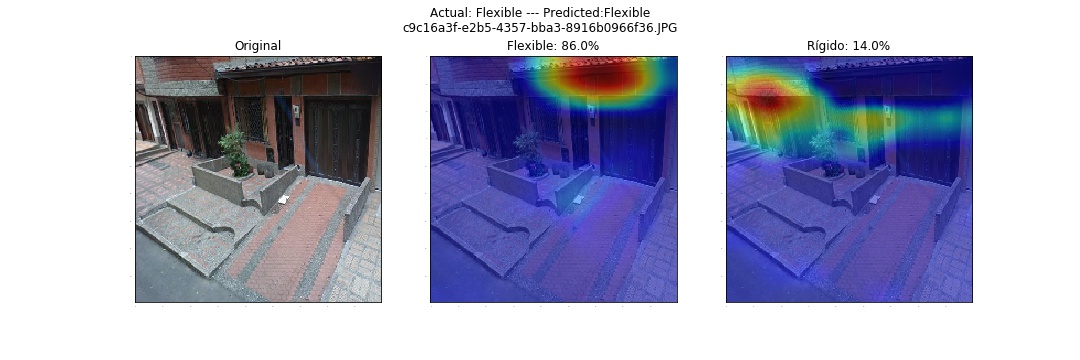 Actual: Flexible --- Predicted:Flexible
c9c16a3f-e2b5-4357-bba3-8916b0966f36.JPG
Original
Flexible: 86.0%
Rígido: 14.0%